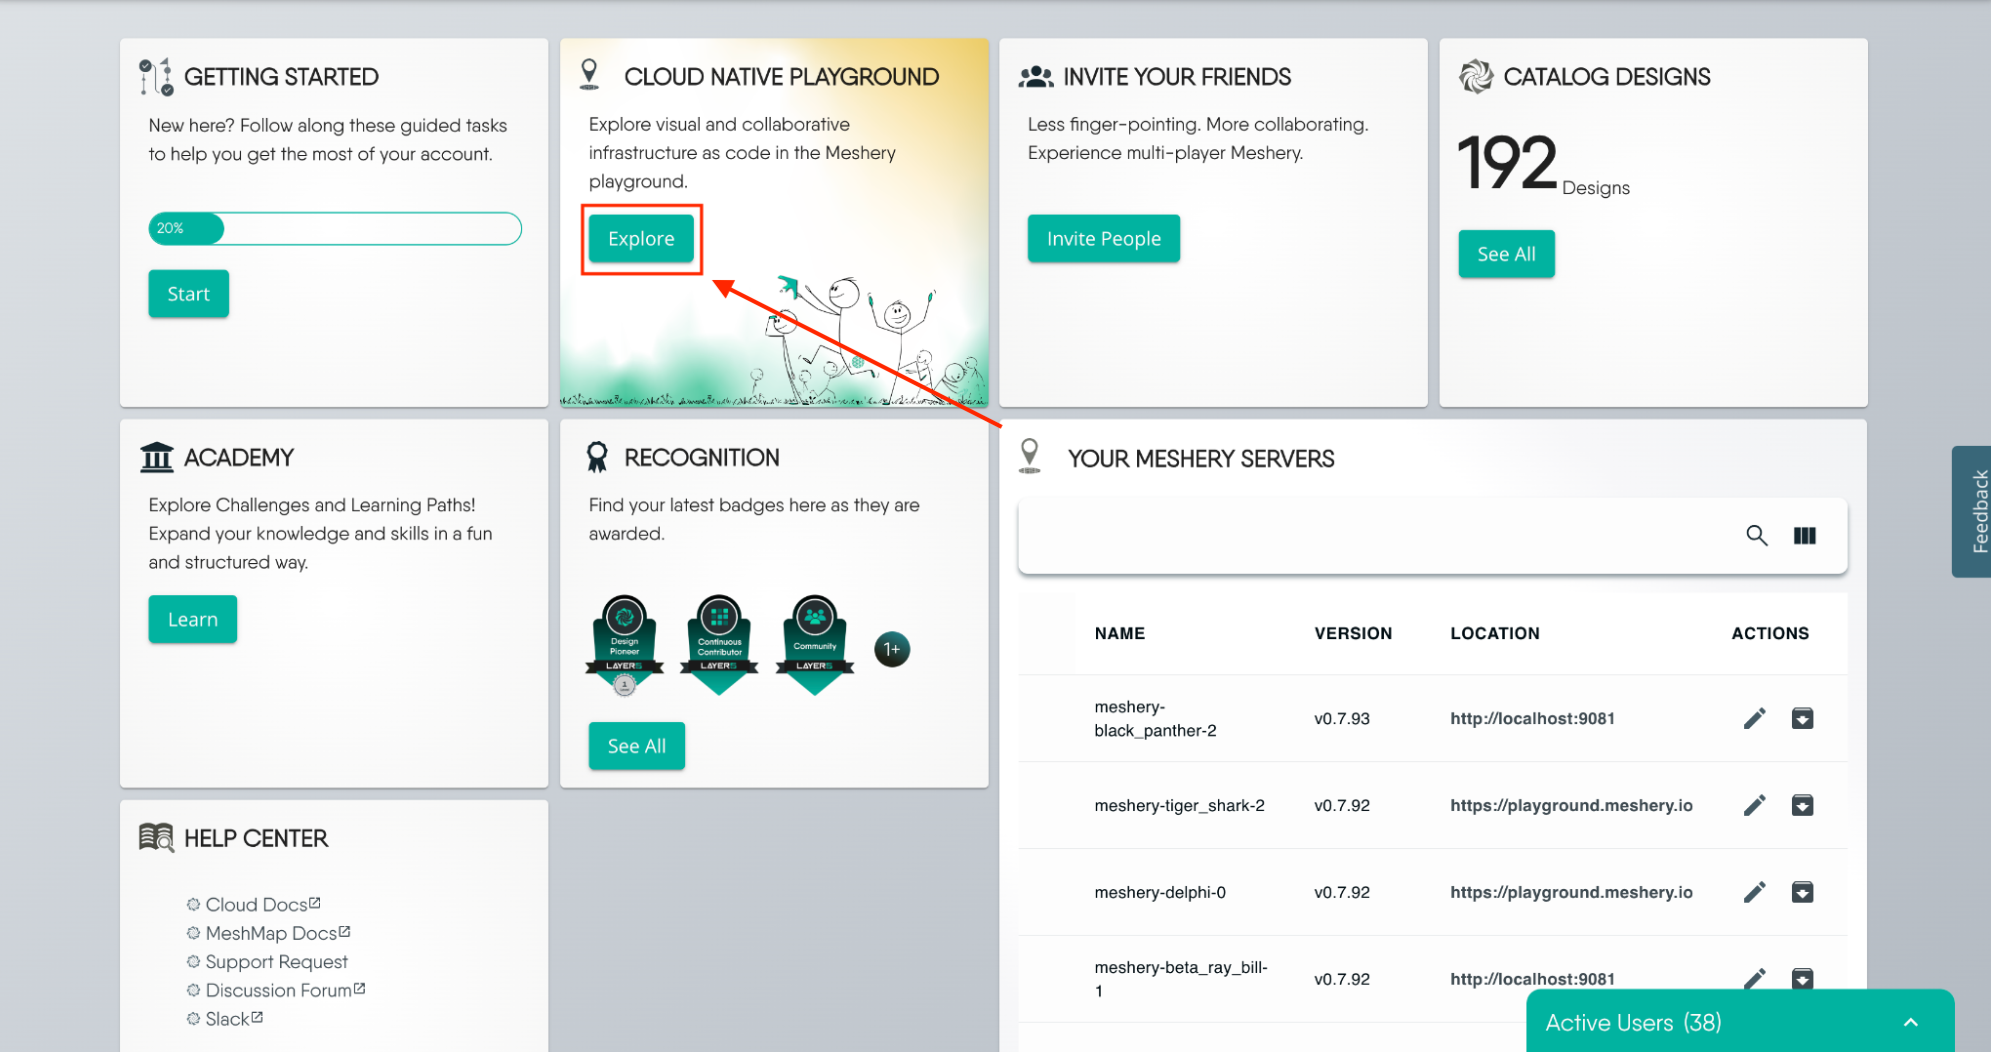 GETTING STARTED
New here? Follow along these guided tasks
to help you get the most of your account.
20%
Start
CLOUD NATIVE PLAYGROUND
Explore visual and collaborative
infrastructure as code in the Meshery
playground.
Explore
INVITE YOUR FRIENDS
Less finger-pointing. More collaborating.
Experience multi-player Meshery.
Invite People
CATALOG DESIGNS
192 Designs
See All
ACADEMY
Explore Challenges and Learning Paths!
Expand your knowledge and skills in a fun
and structured way.
Learn
RECOGNITION
Find your latest badges here as they are
awarded.
Design
Pioneer
LAYER5
1
Continuous
Contributor
LAYER5
Community
LAYER5
1+
See All
YOUR MESHERY SERVERS
NAME VERSION LOCATION ACTIONS
meshery-
black_panther-2 v0.7.93 http://localhost:9081
meshery-tiger_shark-2 v0.7.92 https://playground.meshery.io
meshery-delphi-0 v0.7.92 https://playground.meshery.io
meshery-beta_ray_bill-
1 v0.7.92 http://localhost:9081
HELP CENTER
Cloud Docs
MeshMap Docs
Support Request
Discussion Forum
Slack
Feedback
Active Users (38)